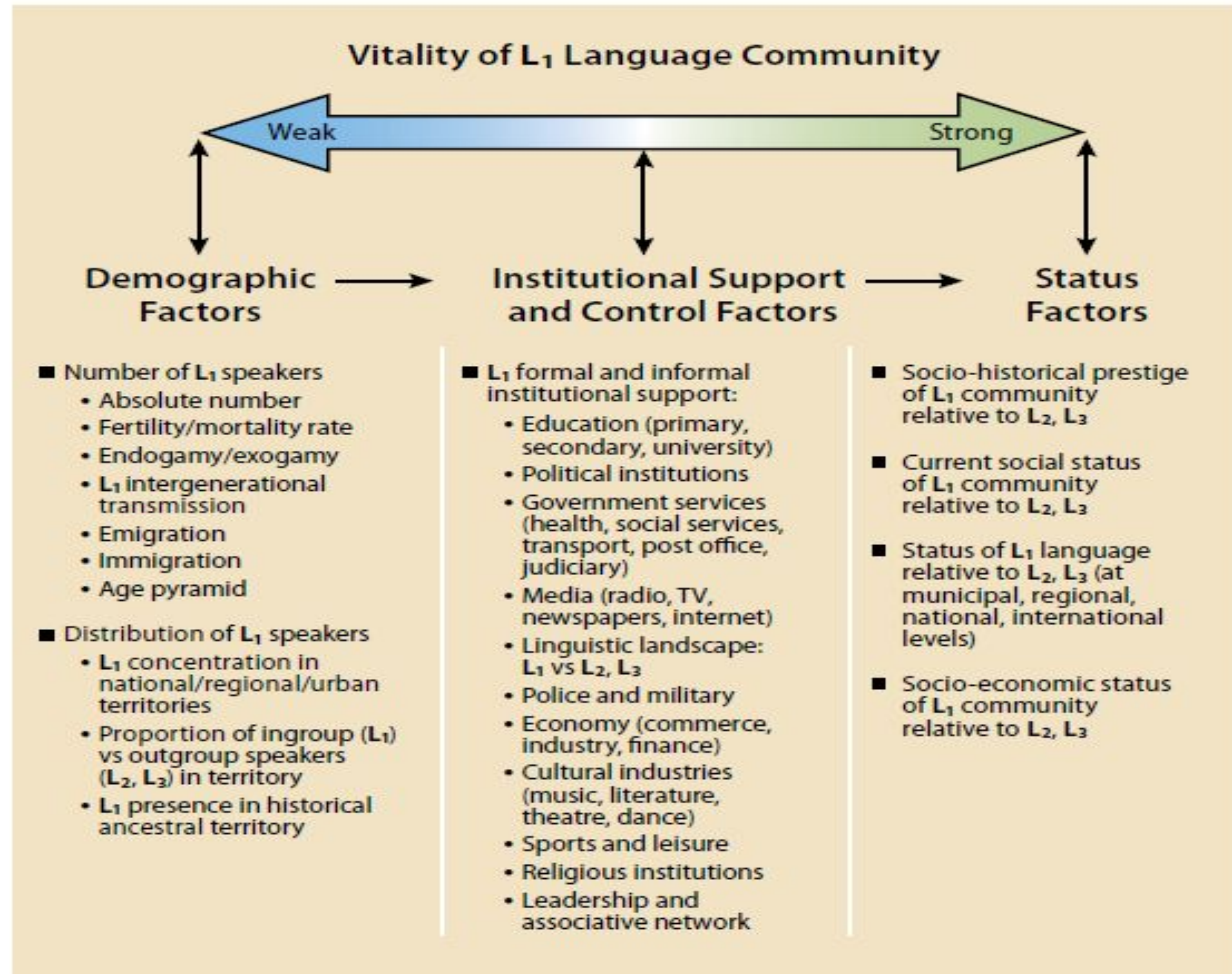 Vitality of L₁ Language Community
Weak
Strong
Demographic
Factors
Institutional Support
and Control Factors
Status
Factors
■ Number of L₁ speakers
• Absolute number
• Fertility/mortality rate
• Endogamy/exogamy
• L₁ intergenerational
transmission
• Emigration
• Immigration
• Age pyramid
■ Distribution of L₁ speakers
• L₁ concentration in
national/regional/urban
territories
• Proportion of ingroup (L₁)
vs outgroup speakers
(L₂, L₃) in territory
• L₁ presence in historical
ancestral territory
■ L₁ formal and informal
institutional support:
• Education (primary,
secondary, university)
• Political institutions
• Government services
(health, social services,
transport, post office,
judiciary)
• Media (radio, TV,
newspapers, internet)
• Linguistic landscape:
L₁ vs L₂, L₃
• Police and military
• Economy (commerce,
industry, finance)
• Cultural industries
(music, literature,
theatre, dance)
• Sports and leisure
• Religious institutions
• Leadership and
associative network
■ Socio-historical prestige
of L₁ community
relative to L₂, L₃
■ Current social status
of L₁ community
relative to L₂, L₃
■ Status of L₁ language
relative to L₂, L₃ (at
municipal, regional,
national, international
levels)
■ Socio-economic status
of L₁ community
relative to L₂, L₃